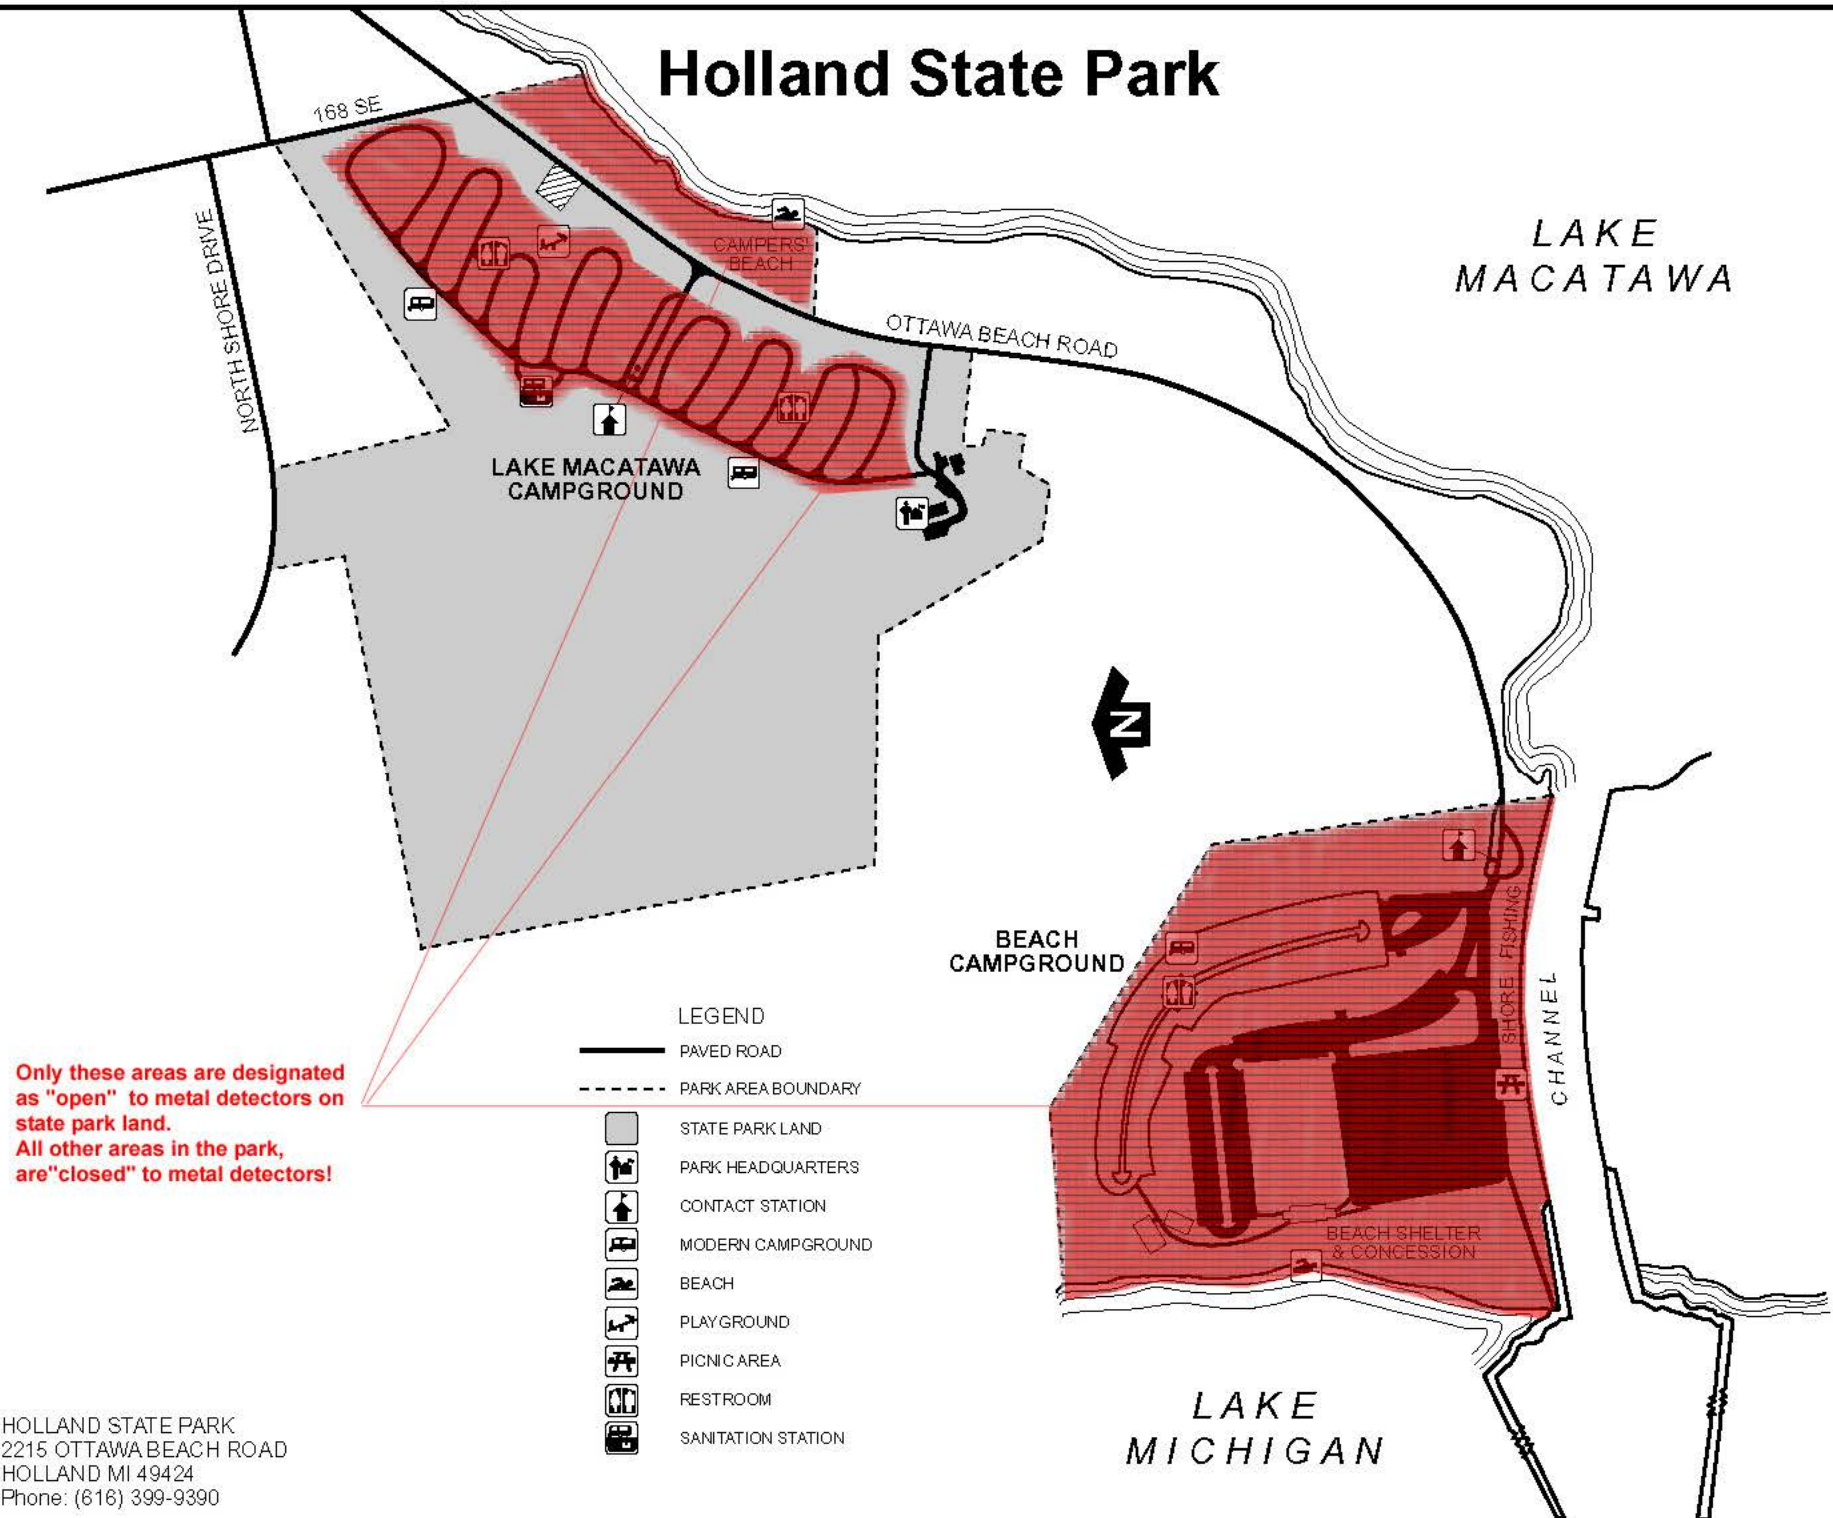 Holland State Park
168 SE
NORTH SHORE DRIVE
CAMPERS'
BEACH
LAKE
MACATAWA
OTTAWA BEACH ROAD
LAKE MACATAWA
CAMPGROUND
N
BEACH
CAMPGROUND
SHORE FISHING
CHANNEL
BEACH SHELTER
& CONCESSION
LAKE
MICHIGAN
Only these areas are designated
as "open" to metal detectors on
state park land.
All other areas in the park,
are"closed" to metal detectors!
LEGEND
PAVED ROAD
PARK AREA BOUNDARY
STATE PARK LAND
PARK HEADQUARTERS
CONTACT STATION
MODERN CAMPGROUND
BEACH
PLAYGROUND
PICNIC AREA
RESTROOM
SANITATION STATION
HOLLAND STATE PARK
2215 OTTAWA BEACH ROAD
HOLLAND MI 49424
Phone: (616) 399-9390